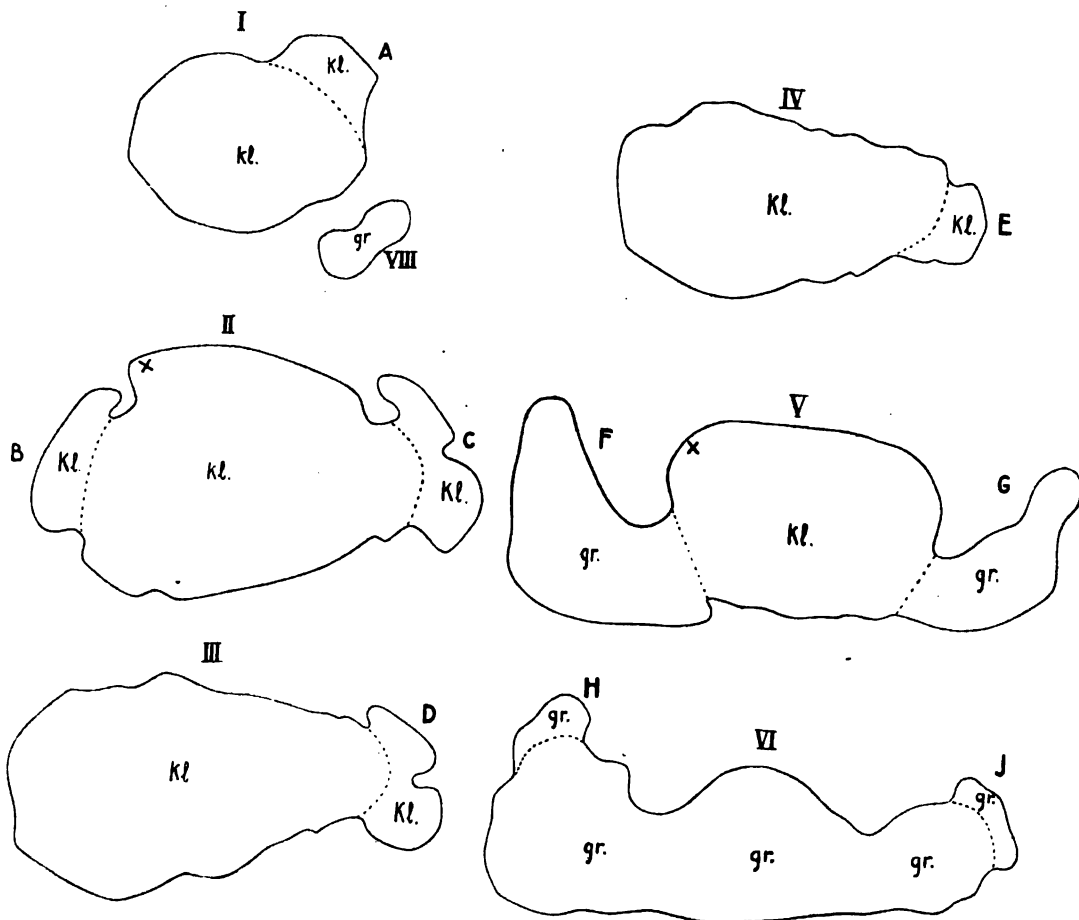 I
A
Kl.
kl.
gr
VIII
IV
Kl.
Kl.
E
II
x
B
Kl.
kl.
C
Kl.
V
F
x
G
Kl.
gr.
gr.
III
D
Kl
Kl.
H
gr.
VI
J
gr.
gr.
gr.
gr.